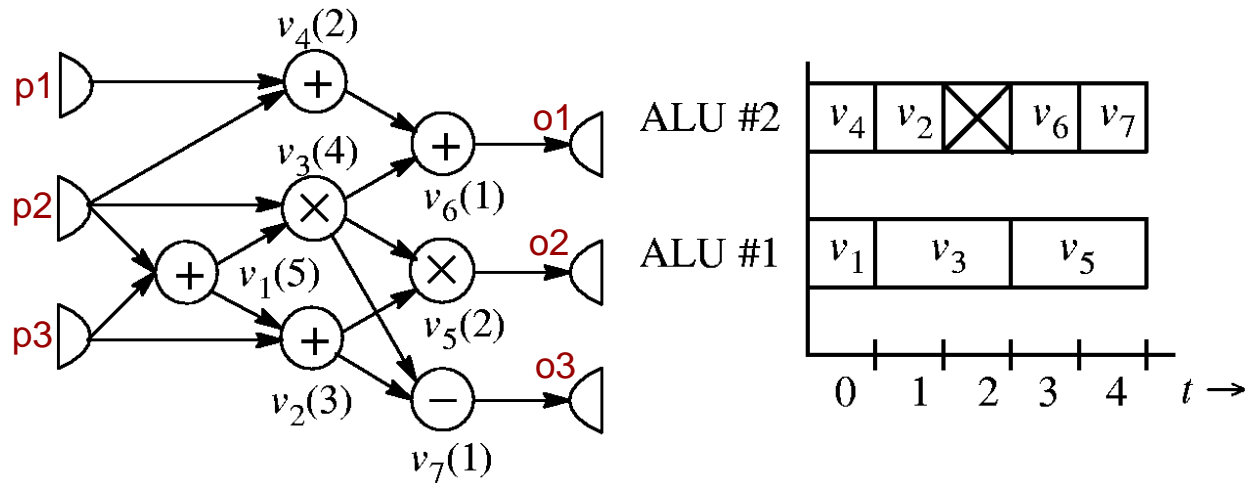 v4(2)
p1
+
o1
v3(4)
+
p2
×
v6(1)
o2
+
v1(5)
×
p3
+
v5(2)
o3
v2(3)
−
v7(1)
ALU #2
v4 v2 v6 v7
ALU #1
v1 v3 v5
0 1 2 3 4 t →